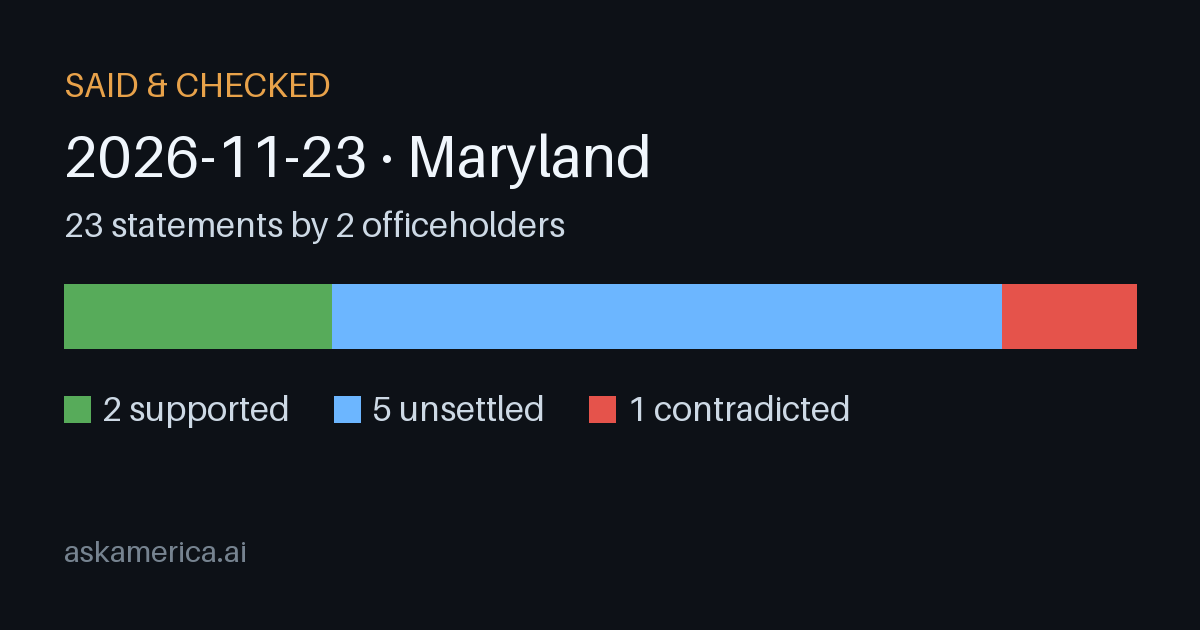 SAID & CHECKED
2026-11-23 · Maryland
23 statements by 2 officeholders
2 supported 5 unsettled 1 contradicted
askamerica.ai